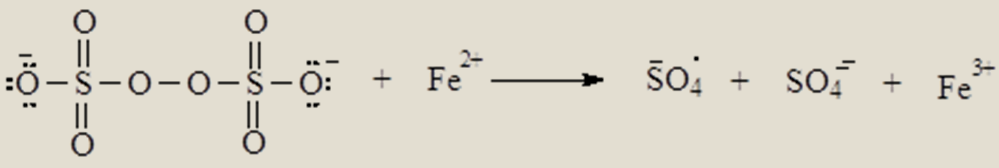 O O
⁻:O–S–O–O–S–O:⁻ + Fe²⁺ ⟶ S̄O₄˙ + SO₄⁼ + Fe³⁺
O O